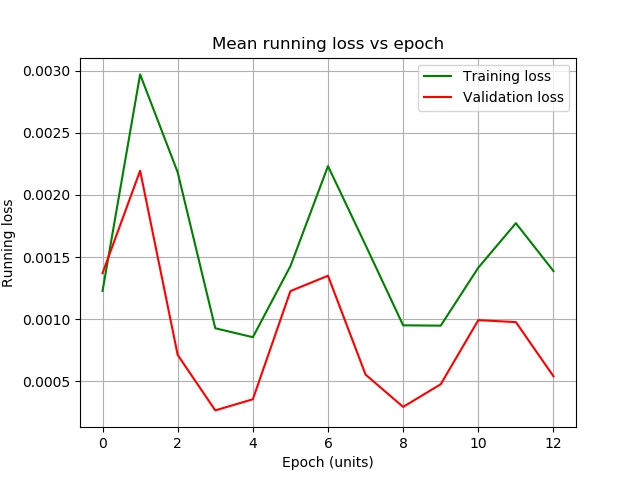 Mean running loss vs epoch
Training loss
Validation loss
0.0030
0.0025
0.0020
0.0015
0.0010
0.0005
Running loss
0 2 4 6 8 10 12
Epoch (units)